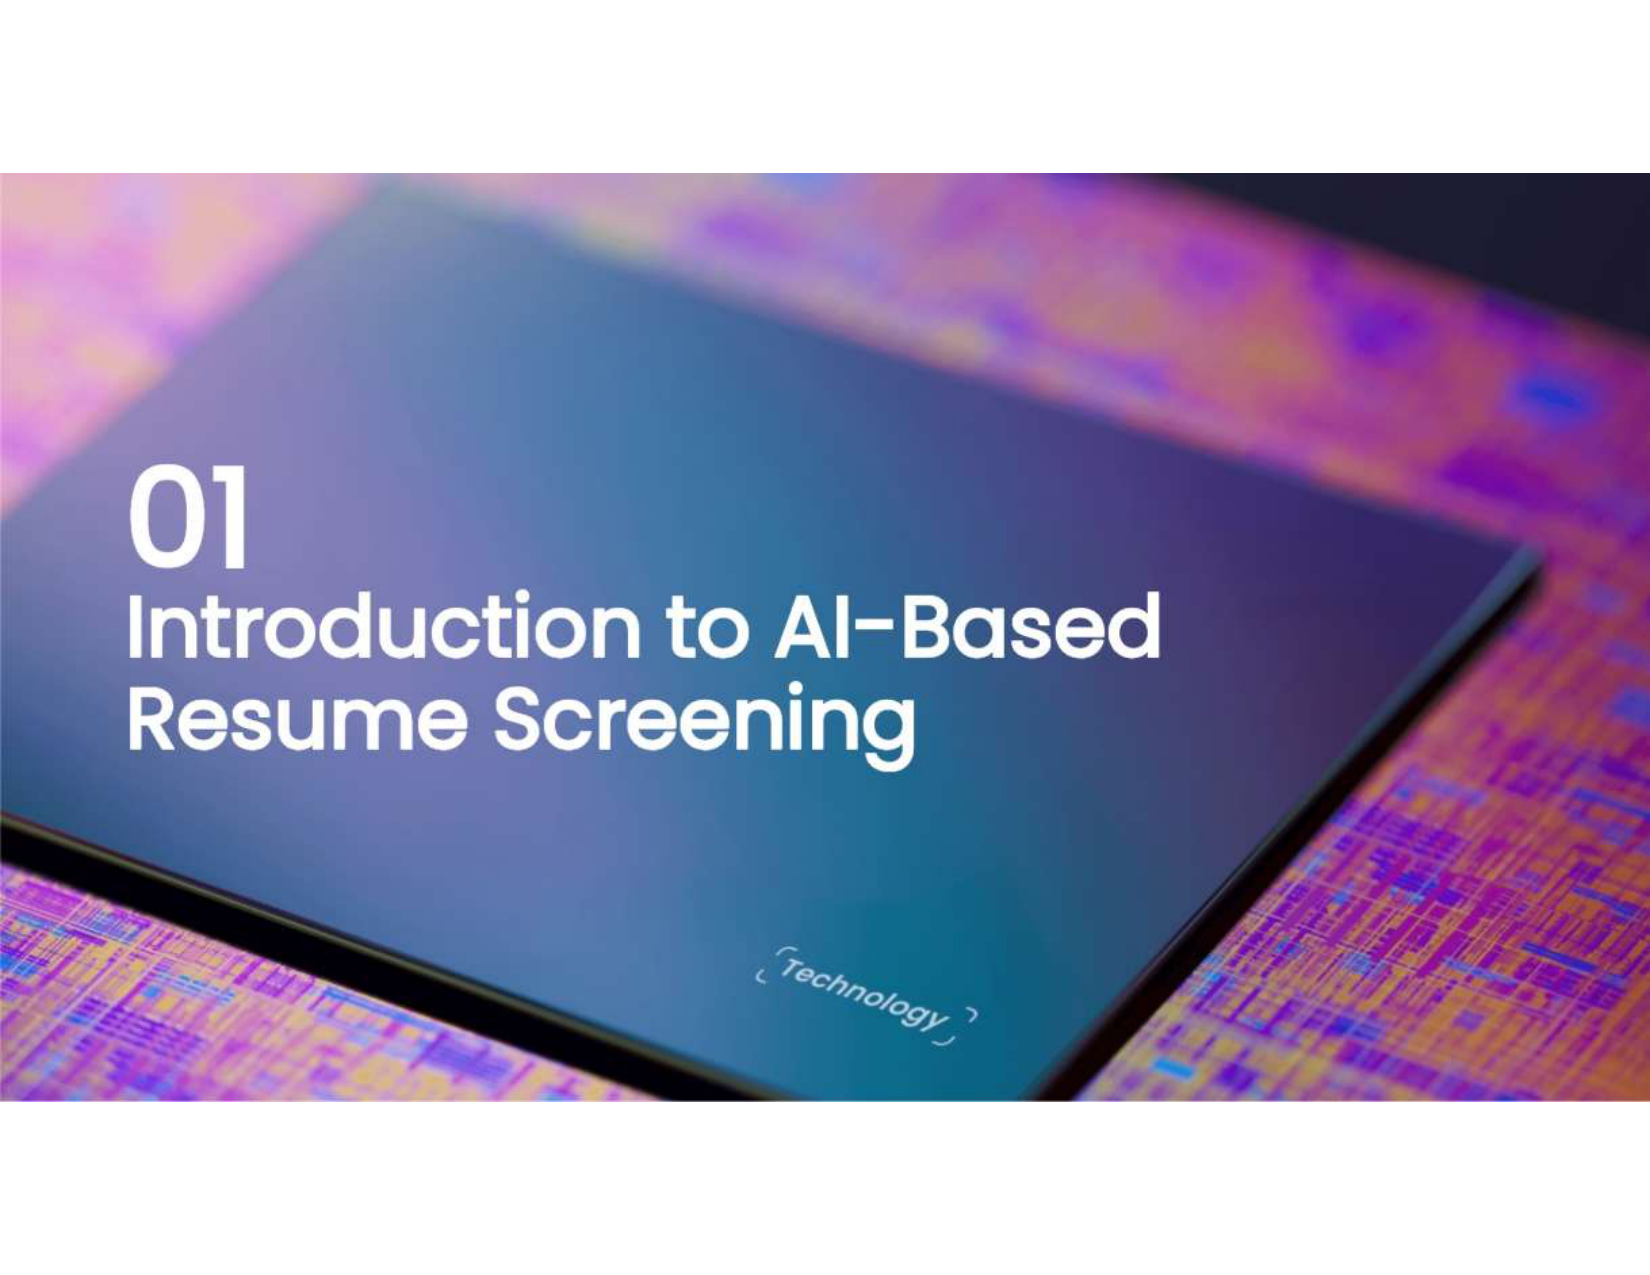 01
Introduction to AI-Based
Resume Screening
Technology